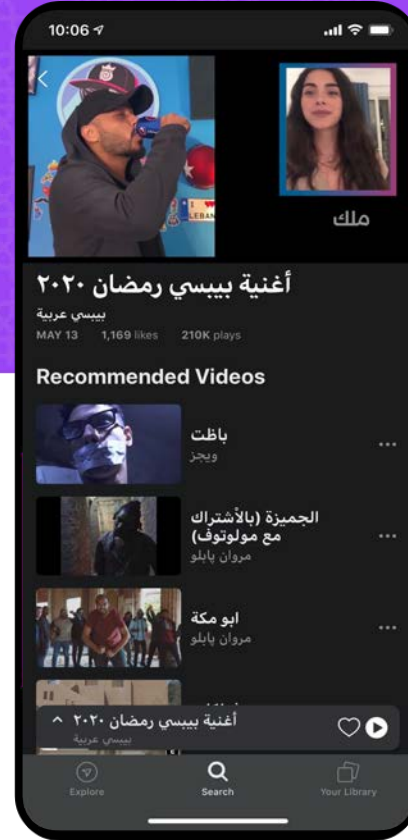 10:06
ملك
أغنية بيبسي رمضان ٢٠٢٠
بيبسي عربية
MAY 13 1,169 likes 210K plays
Recommended Videos
باظت
ويجز
الجميزة (بالأشتراك
مع مولوتوف)
مروان پابلو
ابو مكة
مروان پابلو
أغنية بيبسي رمضان ٢٠٢٠
بيبسي عربية
Explore Search Your Library